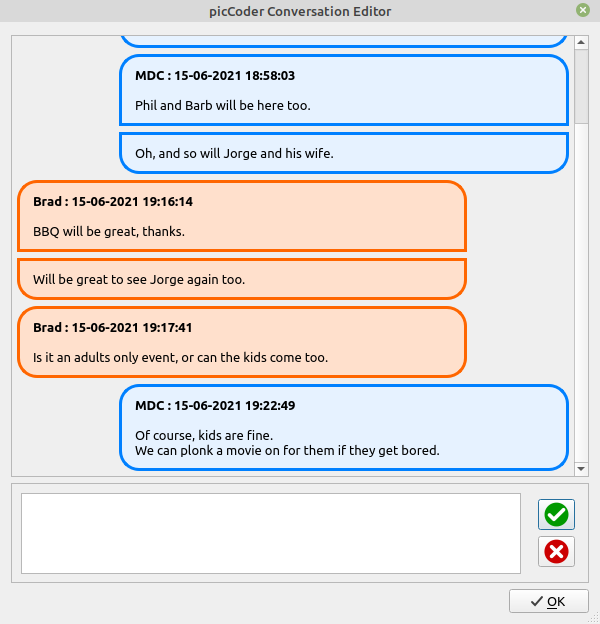 picCoder Conversation Editor
MDC : 15-06-2021 18:58:03
Phil and Barb will be here too.
Oh, and so will Jorge and his wife.
Brad : 15-06-2021 19:16:14
BBQ will be great, thanks.
Will be great to see Jorge again too.
Brad : 15-06-2021 19:17:41
Is it an adults only event, or can the kids come too.
MDC : 15-06-2021 19:22:49
Of course, kids are fine.
We can plonk a movie on for them if they get bored.
OK